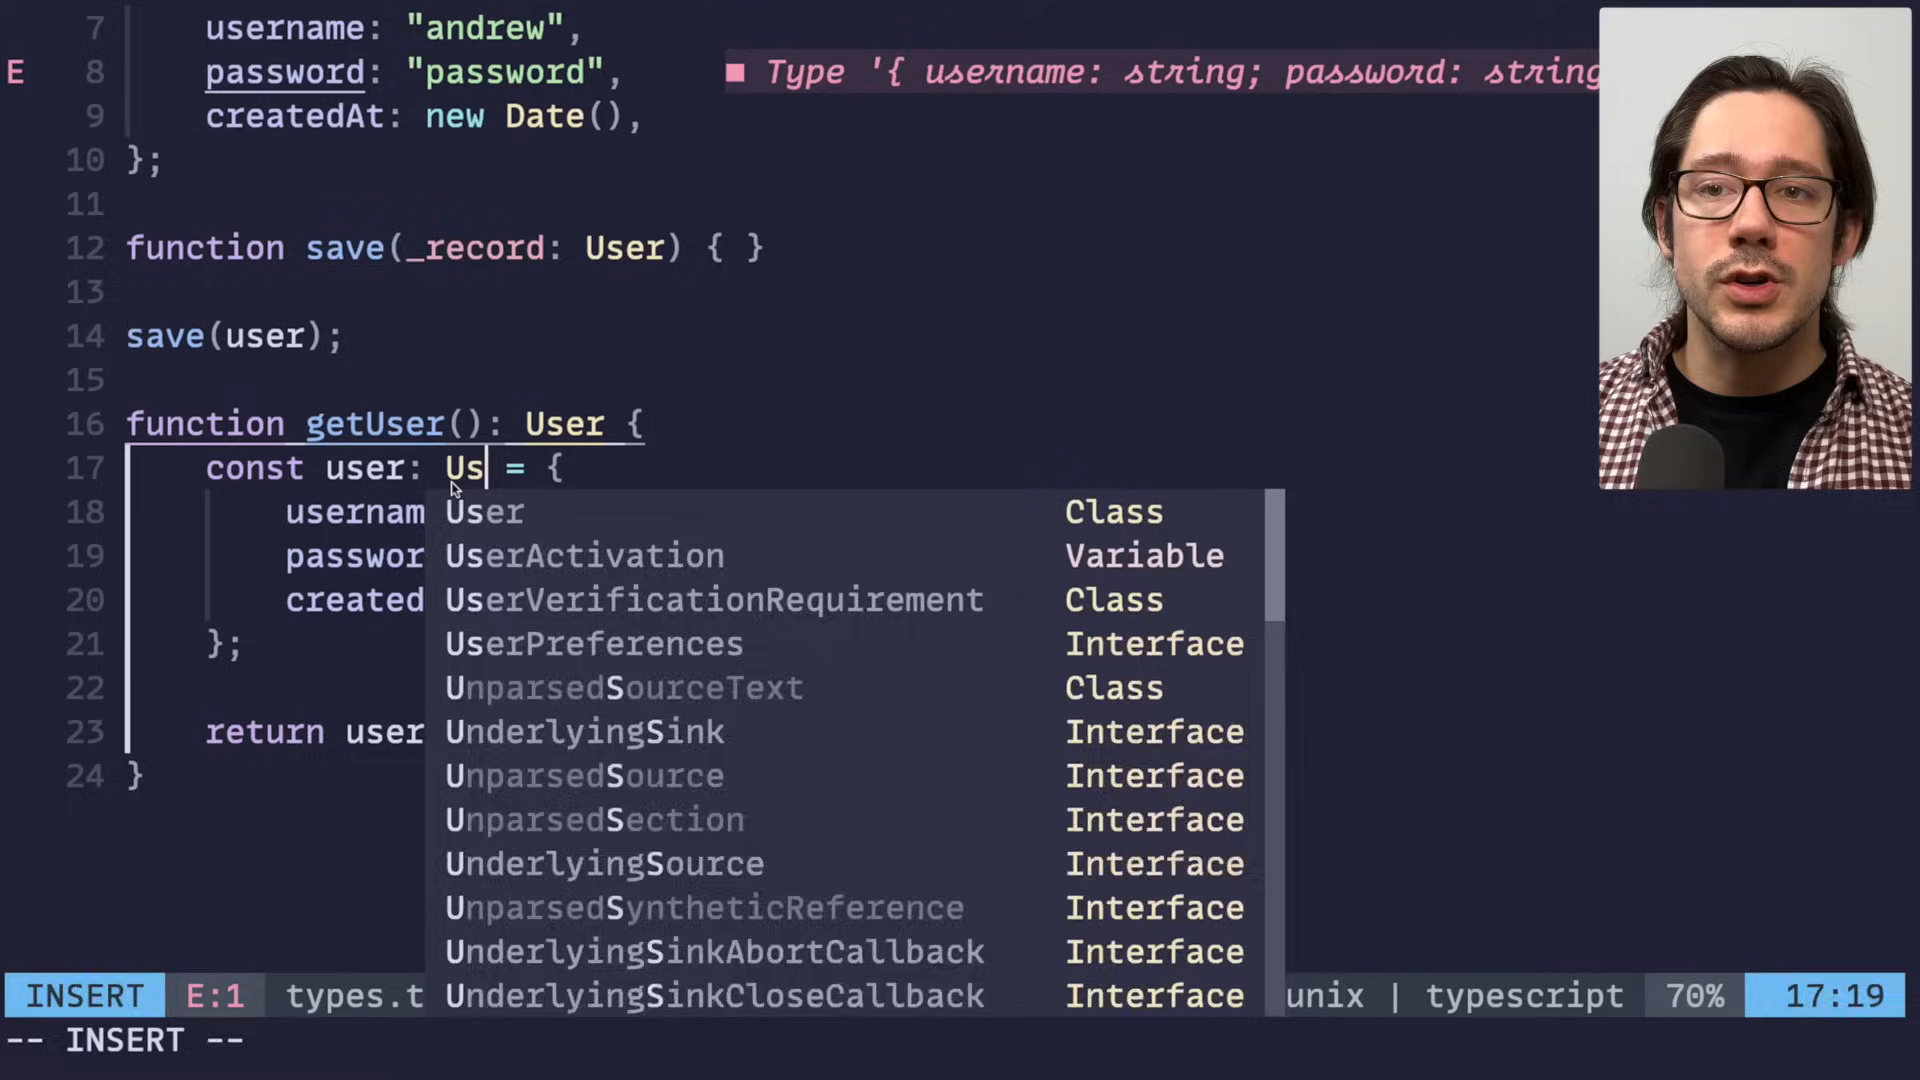 7 username: "andrew",
E 8 password: "password", ■ Type '{ username: string; password: string
9 createdAt: new Date(),
10 };
11
12 function save(_record: User) { }
13
14 save(user);
15
16 function getUser(): User {
17 const user: Us = {
18 usernam User Class
19 passwor UserActivation Variable
20 created UserVerificationRequirement Class
21 }; UserPreferences Interface
22 UnparsedSourceText Class
23 return user UnderlyingSink Interface
24 } UnparsedSource Interface
UnparsedSection Interface
UnderlyingSource Interface
UnparsedSyntheticReference Interface
UnderlyingSinkAbortCallback Interface
INSERT E:1 types.t UnderlyingSinkCloseCallback Interface unix | typescript 70% 17:19
-- INSERT --